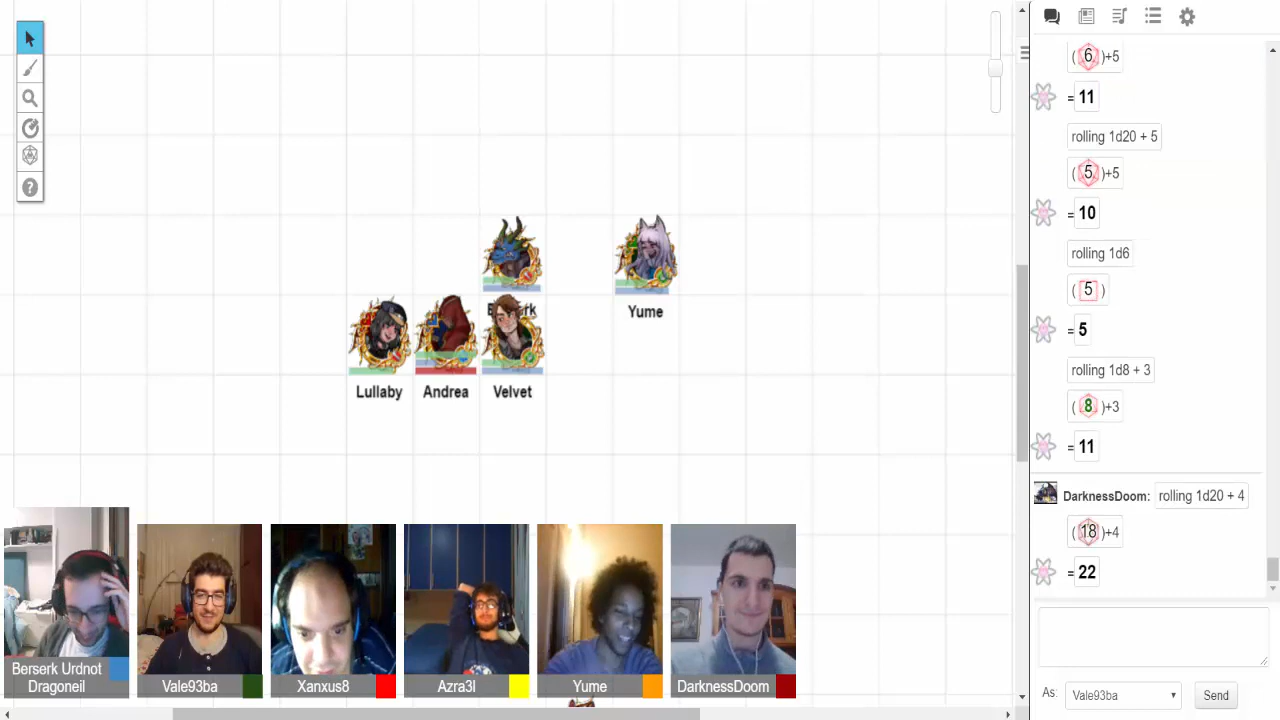 6 )+5
= 11
rolling 1d20 + 5
( 5 )+5
= 10
rolling 1d6
( 5 )
= 5
rolling 1d8 + 3
( 8 )+3
= 11
DarknessDoom: rolling 1d20 + 4
( 18 )+4
= 22
Yume
Lullaby Andrea Velvet
Berserk Urdnot
Dragoneil
Vale93ba
Xanxus8
Azra3l
Yume
DarknessDoom
As: Vale93ba Send